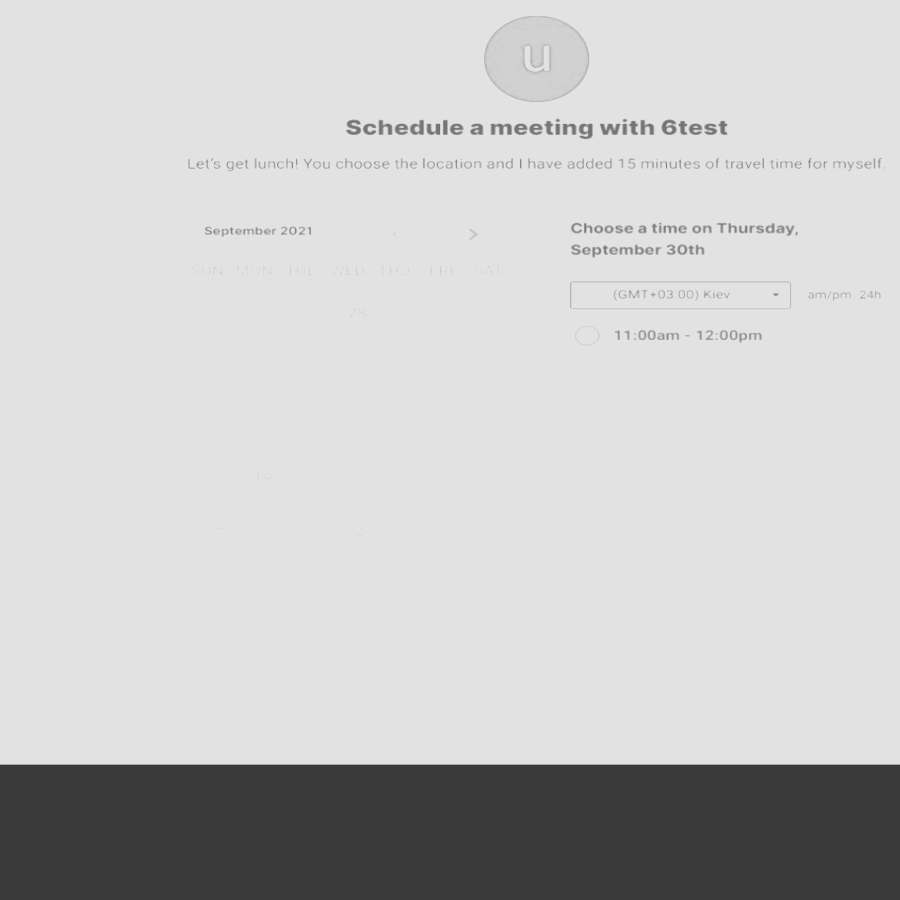 u
Schedule a meeting with 6test
Let's get lunch! You choose the location and I have added 15 minutes of travel time for myself.
September 2021
SUN MON TUE WED THU FRI SAT
28
19
Choose a time on Thursday,
September 30th
(GMT+03:00) Kiev
am/pm 24h
11:00am - 12:00pm